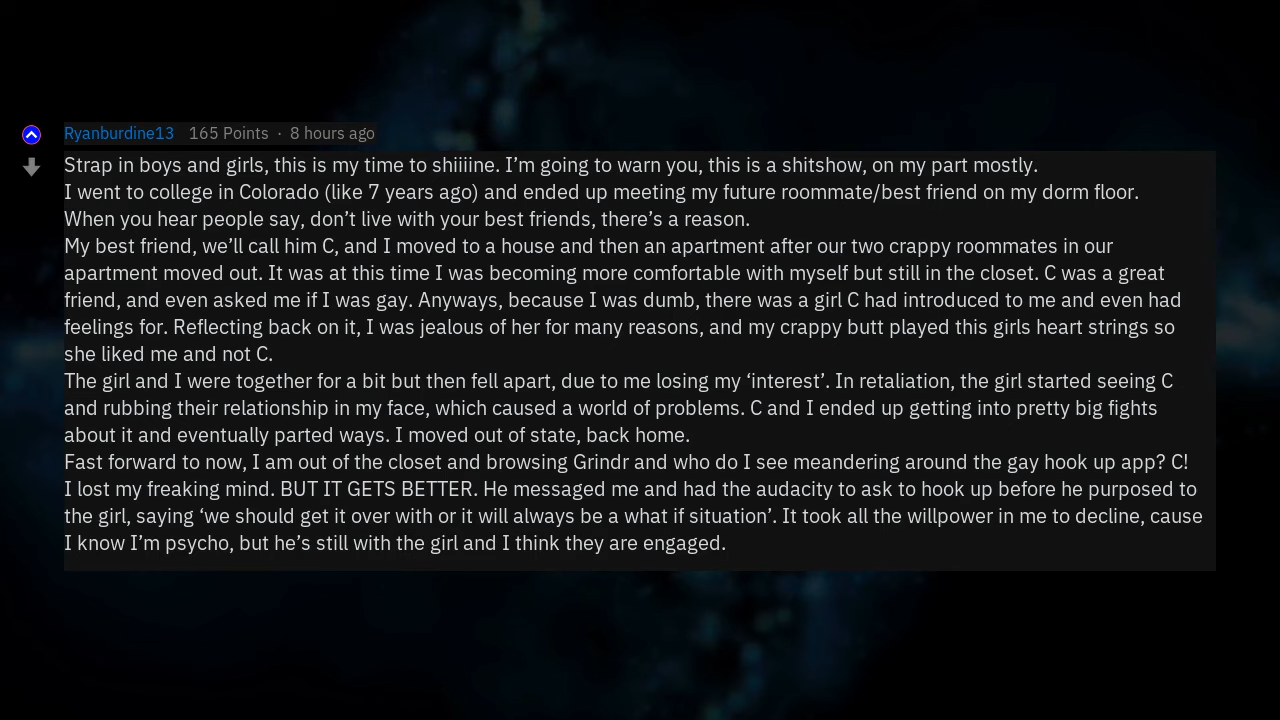 Ryanburdine13 165 Points · 8 hours ago
Strap in boys and girls, this is my time to shiiiine. I’m going to warn you, this is a shitshow, on my part mostly.
I went to college in Colorado (like 7 years ago) and ended up meeting my future roommate/best friend on my dorm floor.
When you hear people say, don’t live with your best friends, there’s a reason.
My best friend, we’ll call him C, and I moved to a house and then an apartment after our two crappy roommates in our
apartment moved out. It was at this time I was becoming more comfortable with myself but still in the closet. C was a great
friend, and even asked me if I was gay. Anyways, because I was dumb, there was a girl C had introduced to me and even had
feelings for. Reflecting back on it, I was jealous of her for many reasons, and my crappy butt played this girls heart strings so
she liked me and not C.
The girl and I were together for a bit but then fell apart, due to me losing my ‘interest’. In retaliation, the girl started seeing C
and rubbing their relationship in my face, which caused a world of problems. C and I ended up getting into pretty big fights
about it and eventually parted ways. I moved out of state, back home.
Fast forward to now, I am out of the closet and browsing Grindr and who do I see meandering around the gay hook up app? C!
I lost my freaking mind. BUT IT GETS BETTER. He messaged me and had the audacity to ask to hook up before he purposed to
the girl, saying ‘we should get it over with or it will always be a what if situation’. It took all the willpower in me to decline, cause
I know I’m psycho, but he’s still with the girl and I think they are engaged.